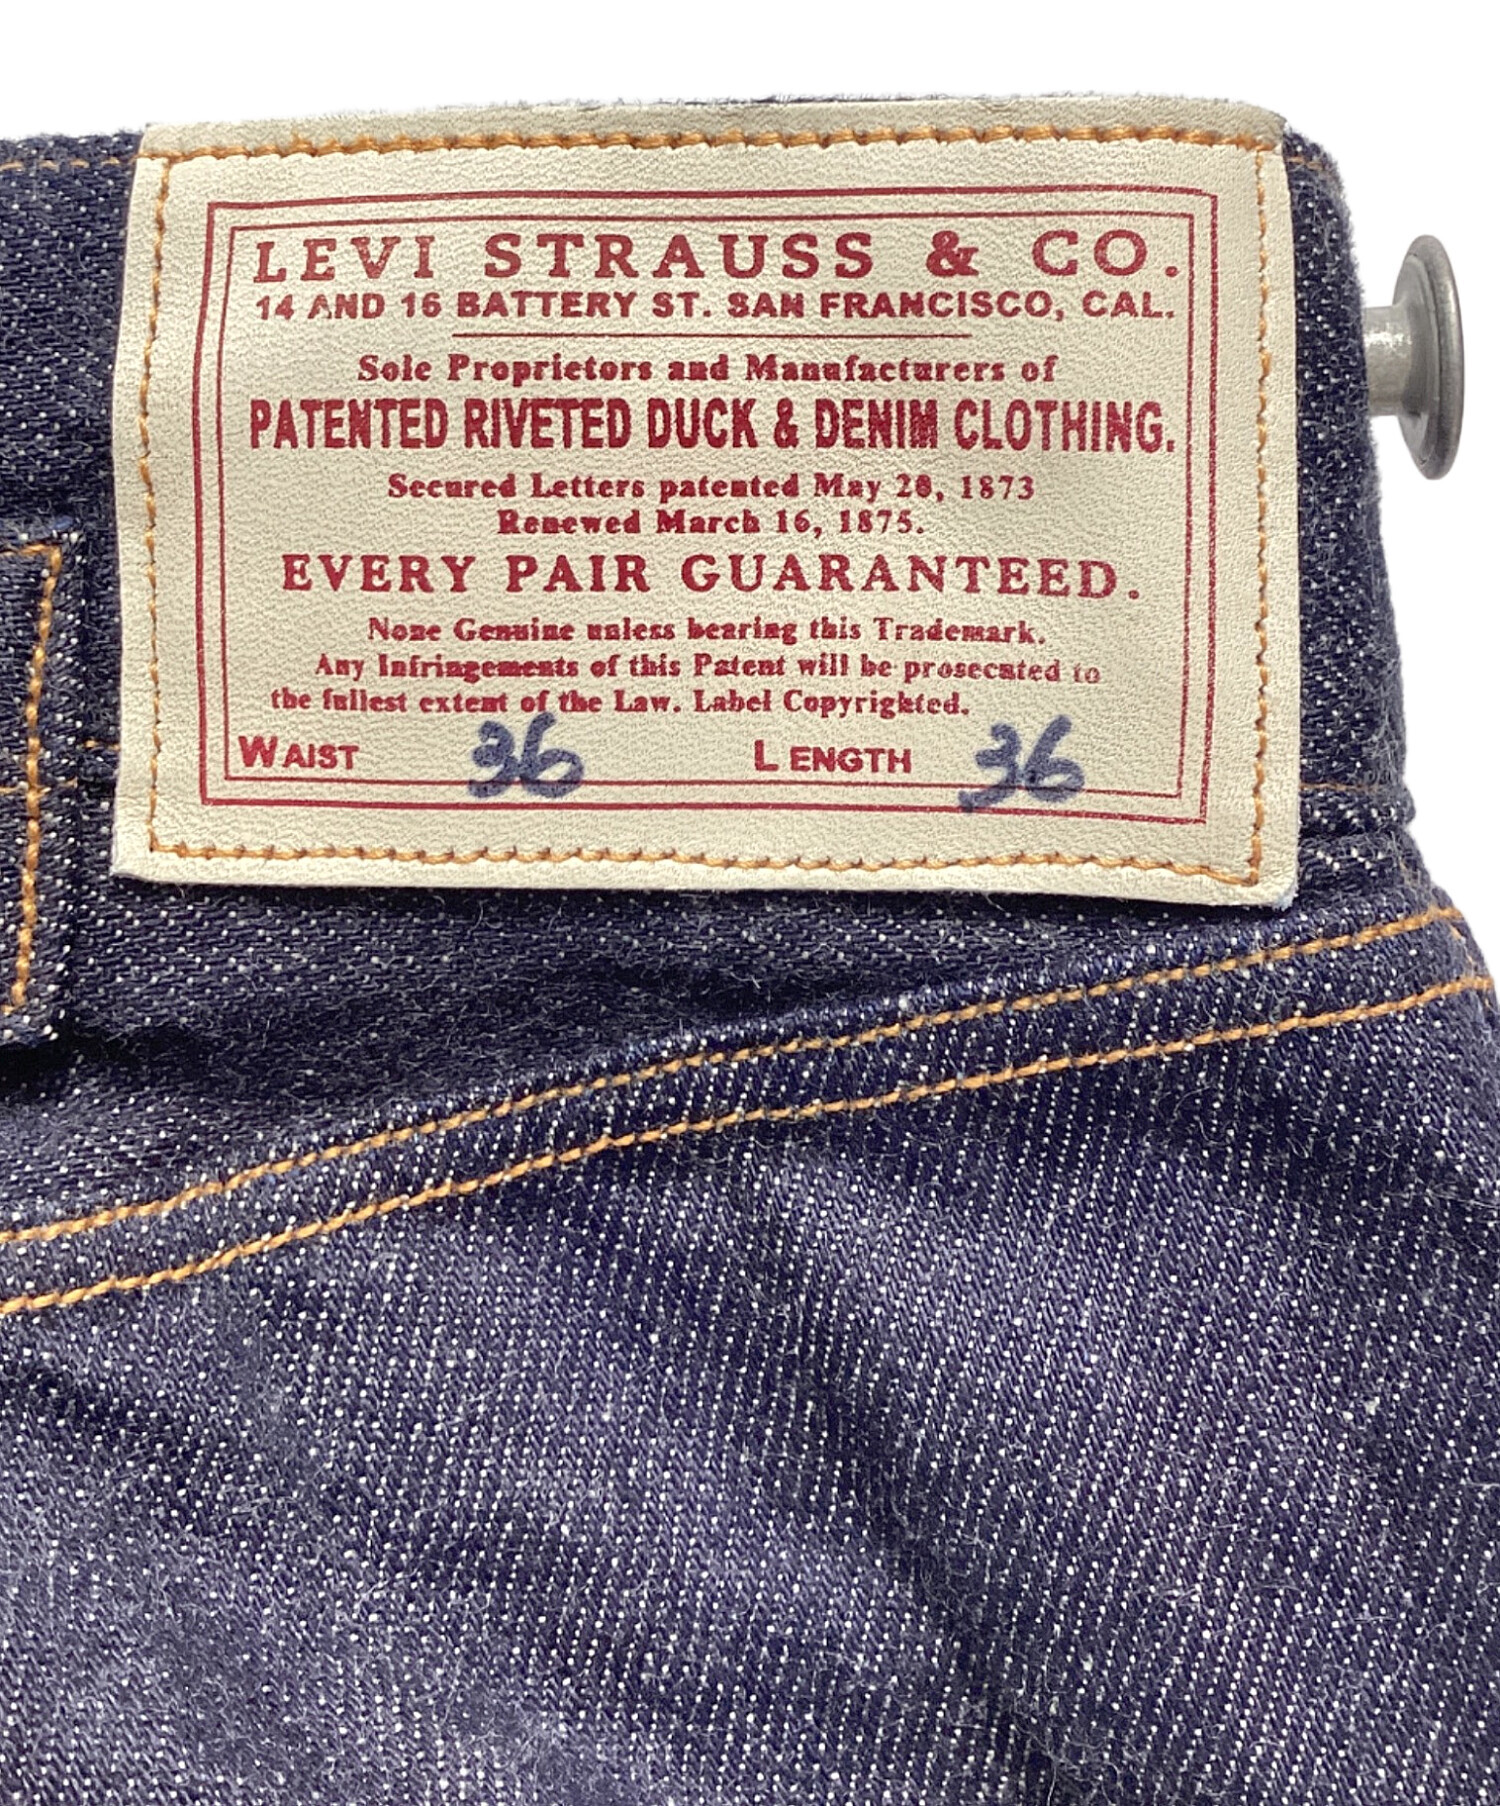 LEVI STRAUSS & CO.
14 AND 16 BATTERY ST. SAN FRANCISCO, CAL.
Sole Proprietors and Manufacturers of
PATENTED RIVETED DUCK & DENIM CLOTHING.
Secured Letters patented May 20, 1873
Renewed March 16, 1875.
EVERY PAIR GUARANTEED.
None Genuine unless bearing this Trademark.
Any Infringements of this Patent will be prosecated to
the fullest extent of the Law. Label Copyrighted.
WAIST 36 LENGTH 36